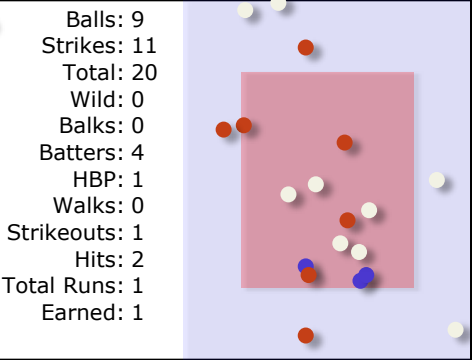 Balls: 9
Strikes: 11
Total: 20
Wild: 0
Balks: 0
Batters: 4
HBP: 1
Walks: 0
Strikeouts: 1
Hits: 2
Total Runs: 1
Earned: 1